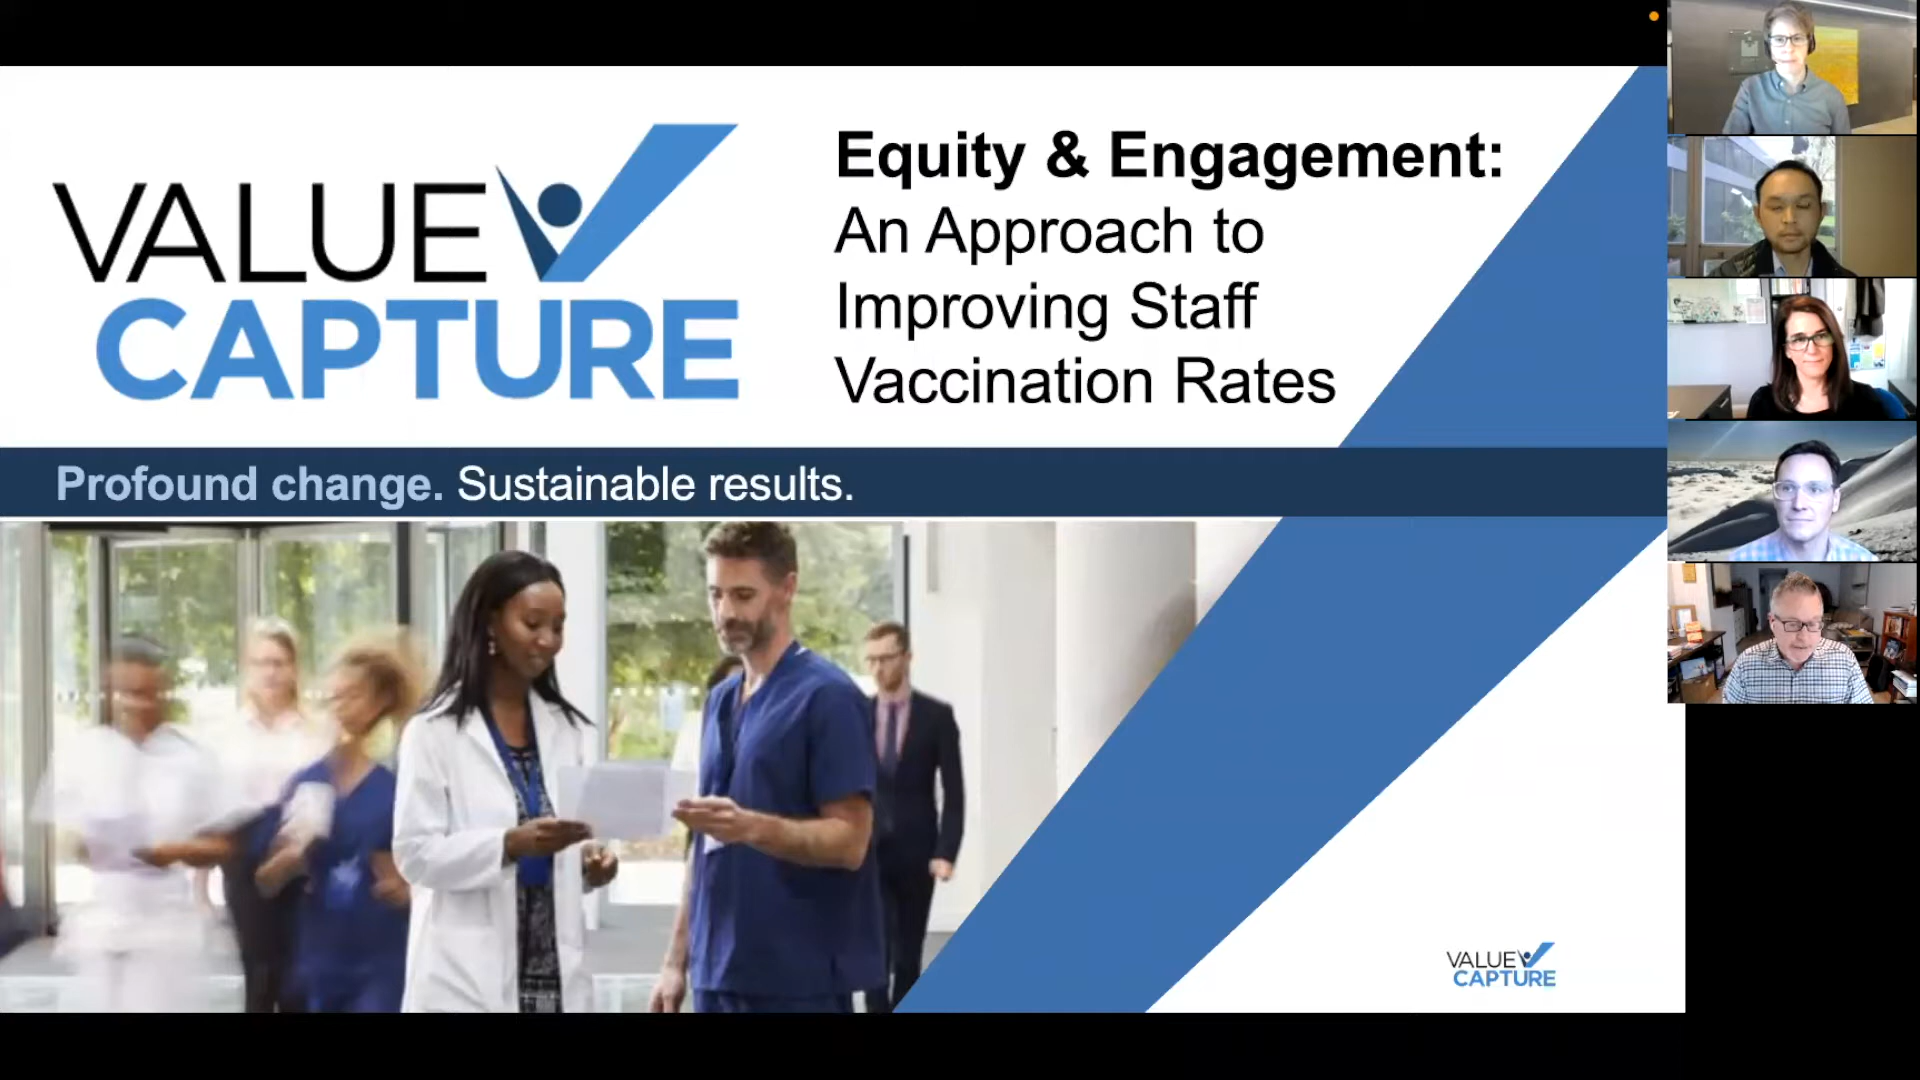 VALUE
CAPTURE
Equity & Engagement:
An Approach to
Improving Staff
Vaccination Rates
Profound change. Sustainable results.
VALUE
CAPTURE